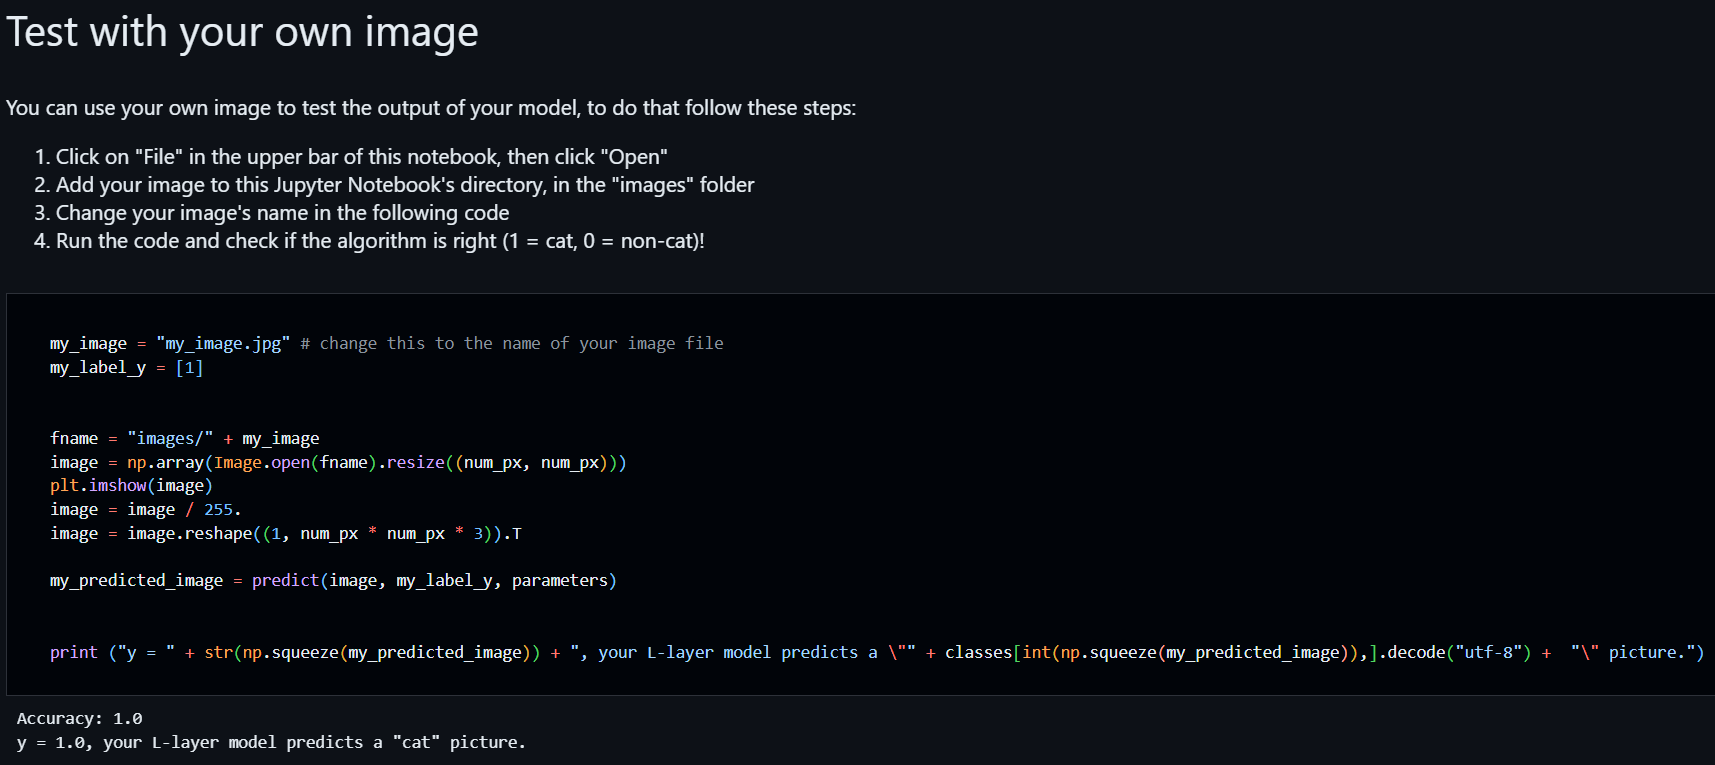 Test with your own image
You can use your own image to test the output of your model, to do that follow these steps:
1. Click on "File" in the upper bar of this notebook, then click "Open"
2. Add your image to this Jupyter Notebook's directory, in the "images" folder
3. Change your image's name in the following code
4. Run the code and check if the algorithm is right (1 = cat, 0 = non-cat)!
my_image = "my_image.jpg" # change this to the name of your image file
my_label_y = [1]
fname = "images/" + my_image
image = np.array(Image.open(fname).resize((num_px, num_px)))
plt.imshow(image)
image = image / 255.
image = image.reshape((1, num_px * num_px * 3)).T
my_predicted_image = predict(image, my_label_y, parameters)
print ("y = " + str(np.squeeze(my_predicted_image)) + ", your L-layer model predicts a \"" + classes[int(np.squeeze(my_predicted_image)),].decode("utf-8") +  "\" picture.")
Accuracy: 1.0
y = 1.0, your L-layer model predicts a "cat" picture.